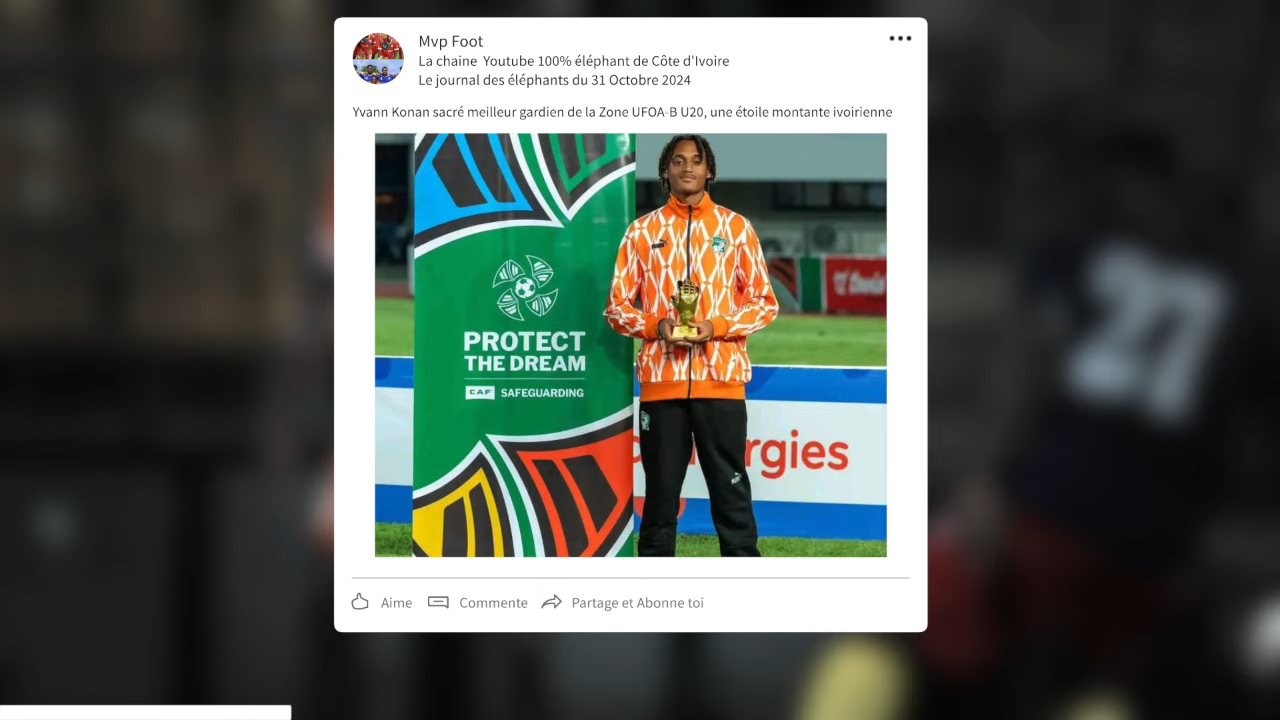 Mvp Foot
La chaine Youtube 100% éléphant de Côte d'Ivoire
Le journal des éléphants du 31 Octobre 2024
Yvann Konan sacré meilleur gardien de la Zone UFOA-B U20, une étoile montante ivoirienne
PROTECT
THE DREAM
CAF SAFEGUARDING
rgies
Aime Commente Partage et Abonne toi
27